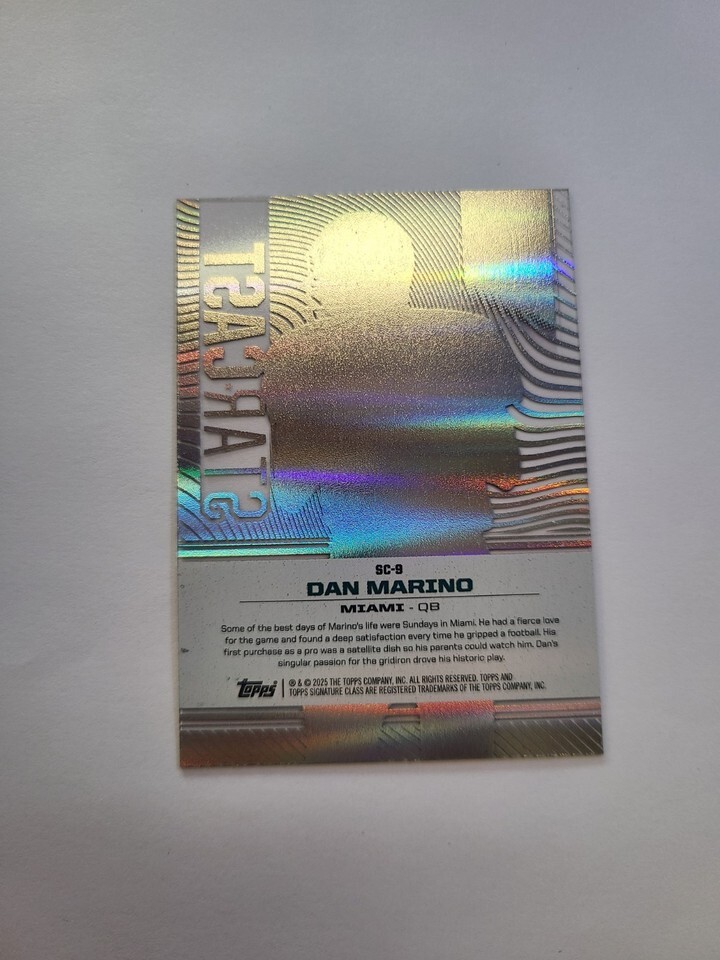 STAR·CAST
SC-9
DAN MARINO
MIAMI - QB
Some of the best days of Marino's life were Sundays in Miami. He had a fierce love
for the game and found a deep satisfaction every time he gripped a football. His
first purchase as a pro was a satellite dish so his parents could watch him. Dan's
singular passion for the gridiron drove his historic play.
Topps
® & © 2025 THE TOPPS COMPANY, INC. ALL RIGHTS RESERVED. TOPPS AND
TOPPS SIGNATURE CLASS ARE REGISTERED TRADEMARKS OF THE TOPPS COMPANY, INC.